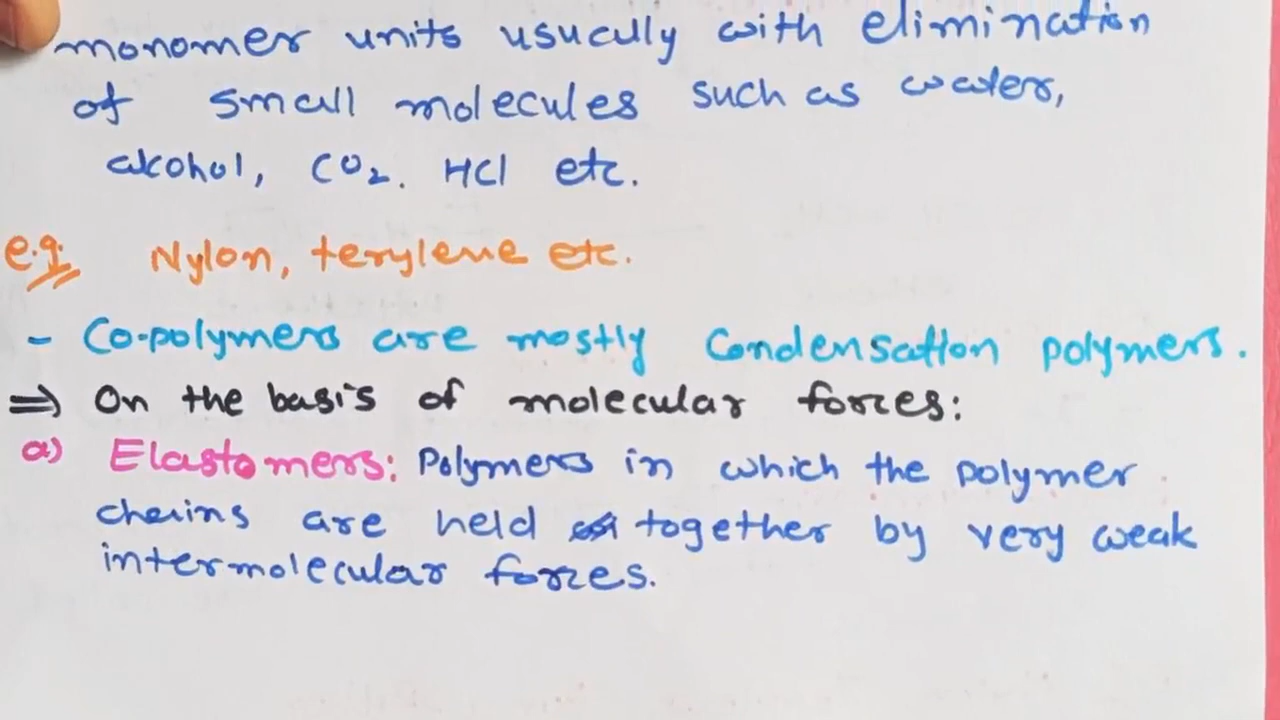 monomer units usually with elimination
of small molecules such as water,
alcohol, CO2. HCl etc.
e.g. Nylon, terylene etc.
- Co-polymers are mostly Condensation polymers.
⇒ On the basis of molecular forces:
a) Elastomers: Polymers in which the polymer
chains are held together by very weak
intermolecular forces.